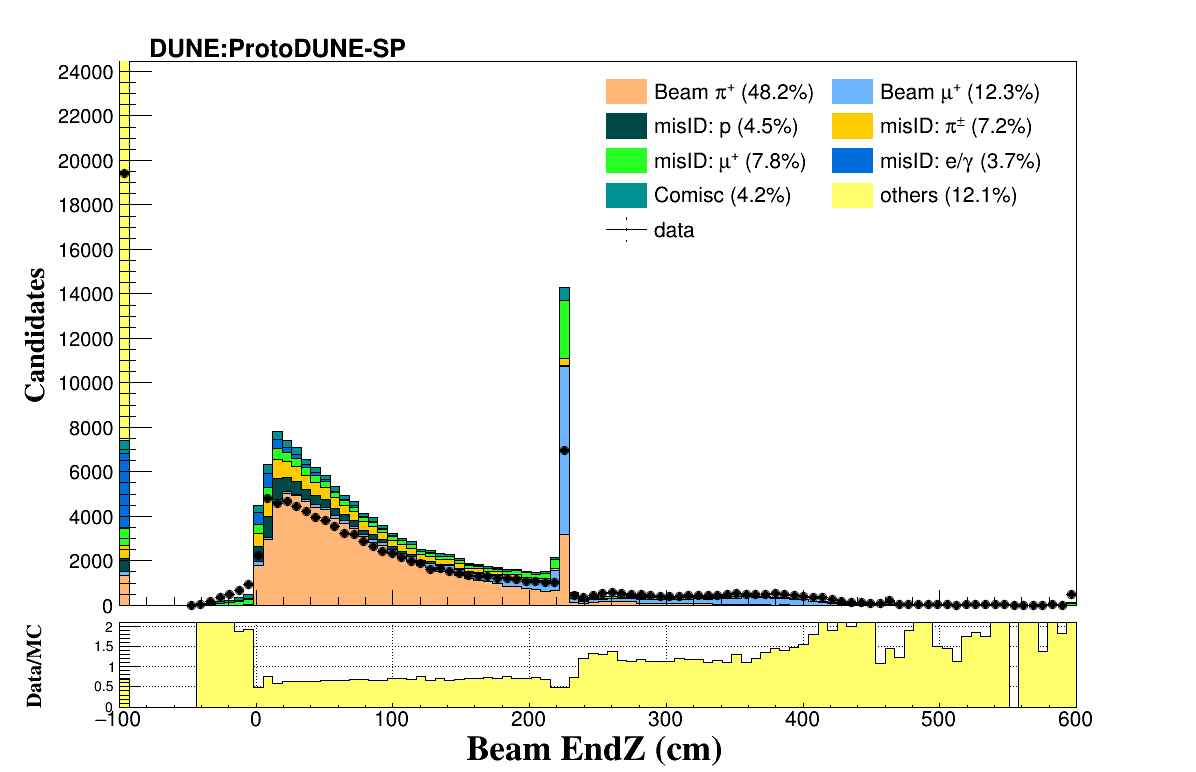 DUNE:ProtoDUNE-SP
Candidates
24000
22000
20000
18000
16000
14000
12000
10000
8000
6000
4000
2000
0
Beam π⁺ (48.2%)
Beam μ⁺ (12.3%)
misID: p (4.5%)
misID: π± (7.2%)
misID: μ⁺ (7.8%)
misID: e/γ (3.7%)
Comisc (4.2%)
others (12.1%)
data
Data/MC
2
1.5
1
0.5
0
−100 0 100 200 300 400 500 600
Beam EndZ (cm)